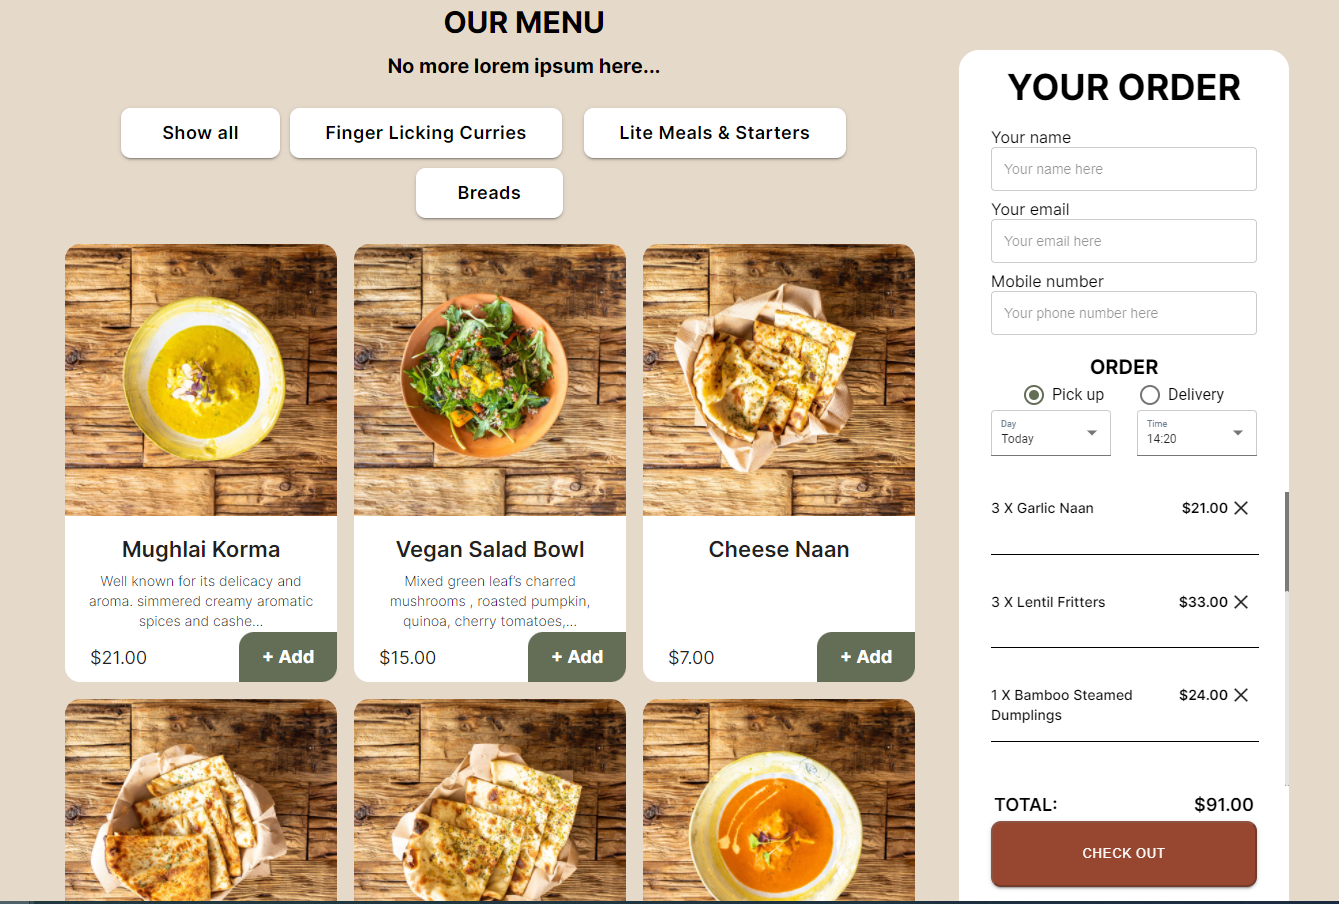 OUR MENU
No more lorem ipsum here...
Show all
Finger Licking Curries
Lite Meals & Starters
Breads
Mughlai Korma
Well known for its delicacy and
aroma. simmered creamy aromatic
spices and cashe...
$21.00
+ Add
Vegan Salad Bowl
Mixed green leaf’s charred
mushrooms , roasted pumpkin,
quinoa, cherry tomatoes,...
$15.00
+ Add
Cheese Naan
$7.00
+ Add
YOUR ORDER
Your name
Your name here
Your email
Your email here
Mobile number
Your phone number here
ORDER
Pick up
Delivery
Day
Today
Time
14:20
3 X Garlic Naan
$21.00
3 X Lentil Fritters
$33.00
1 X Bamboo Steamed
Dumplings
$24.00
TOTAL:
$91.00
CHECK OUT